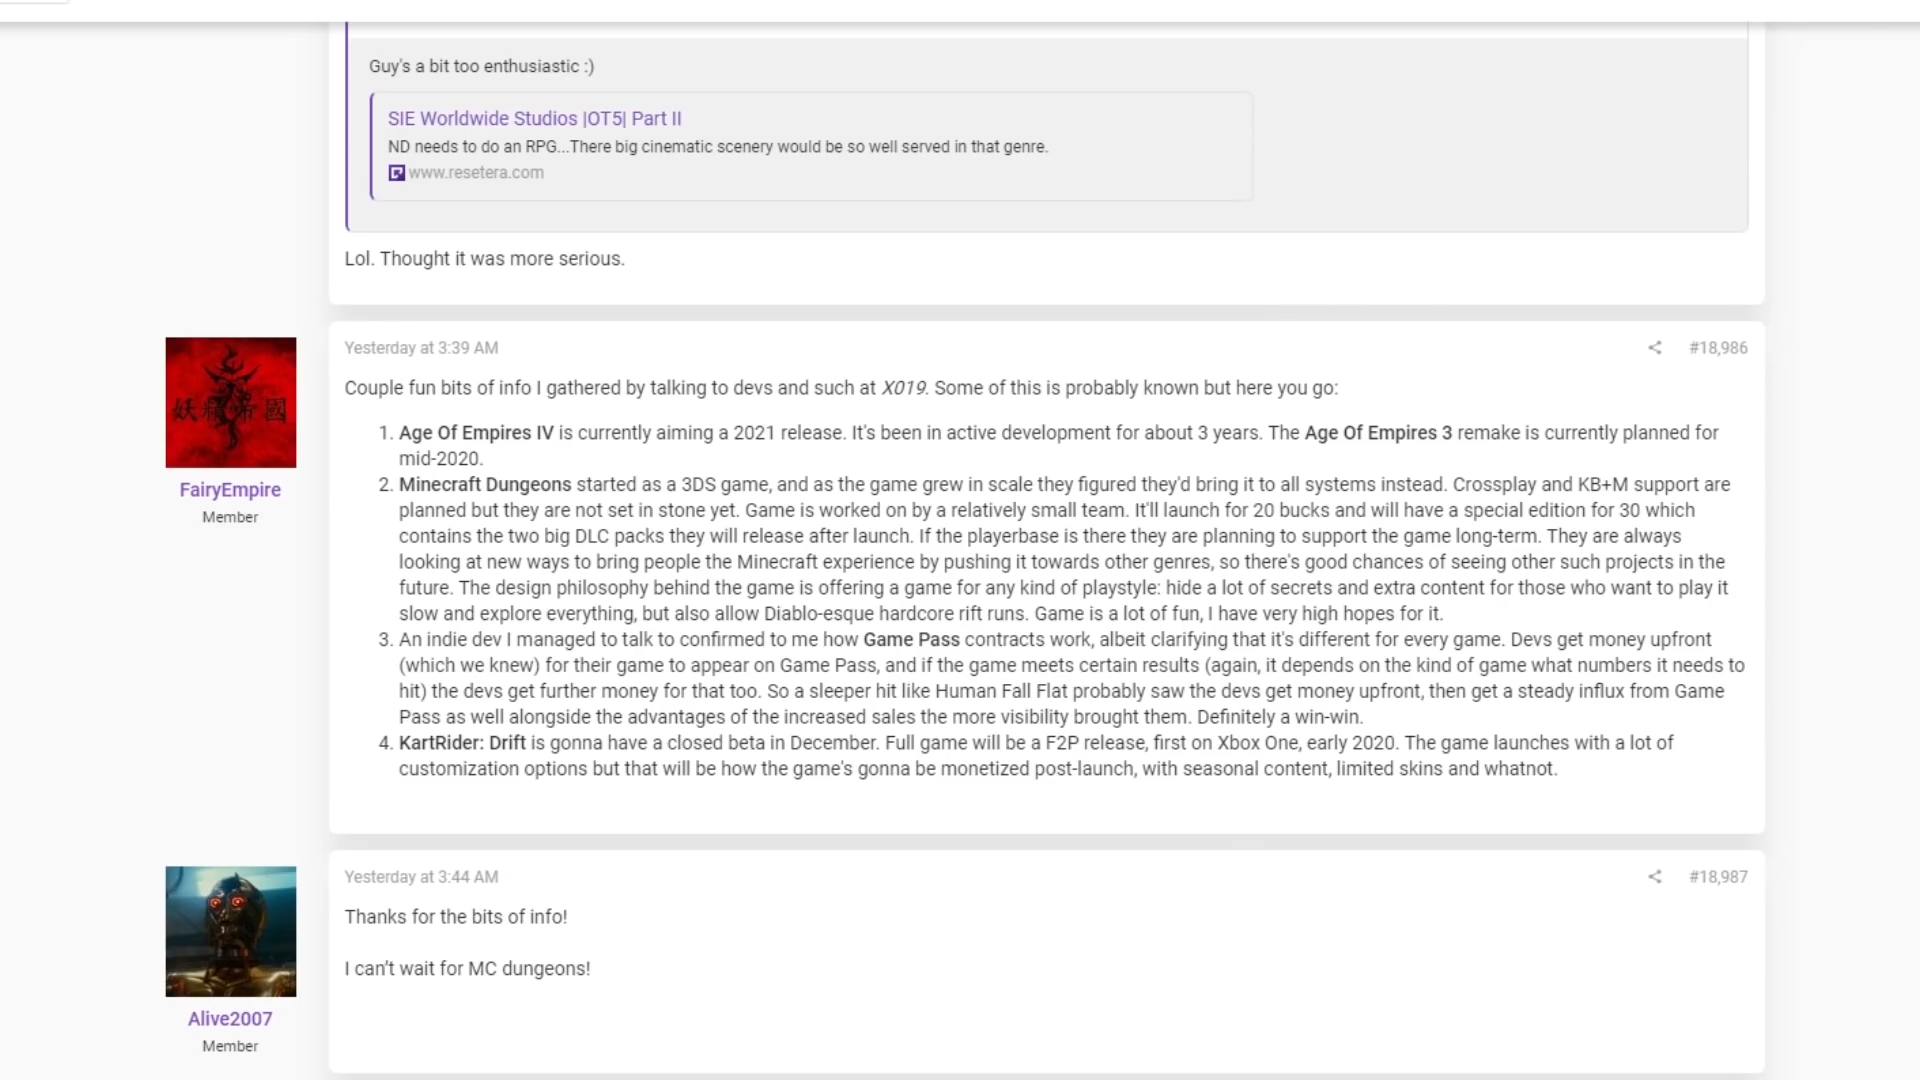 Guy's a bit too enthusiastic :)
SIE Worldwide Studios |OT5| Part II
ND needs to do an RPG...There big cinematic scenery would be so well served in that genre.
www.resetera.com
Lol. Thought it was more serious.
妖精帝國
FairyEmpire
Member
Yesterday at 3:39 AM
#18,986
Couple fun bits of info I gathered by talking to devs and such at X019. Some of this is probably known but here you go:
1. Age Of Empires IV is currently aiming a 2021 release. It's been in active development for about 3 years. The Age Of Empires 3 remake is currently planned for
mid-2020.
2. Minecraft Dungeons started as a 3DS game, and as the game grew in scale they figured they'd bring it to all systems instead. Crossplay and KB+M support are
planned but they are not set in stone yet. Game is worked on by a relatively small team. It'll launch for 20 bucks and will have a special edition for 30 which
contains the two big DLC packs they will release after launch. If the playerbase is there they are planning to support the game long-term. They are always
looking at new ways to bring people the Minecraft experience by pushing it towards other genres, so there's good chances of seeing other such projects in the
future. The design philosophy behind the game is offering a game for any kind of playstyle: hide a lot of secrets and extra content for those who want to play it
slow and explore everything, but also allow Diablo-esque hardcore rift runs. Game is a lot of fun, I have very high hopes for it.
3. An indie dev I managed to talk to confirmed to me how Game Pass contracts work, albeit clarifying that it's different for every game. Devs get money upfront
(which we knew) for their game to appear on Game Pass, and if the game meets certain results (again, it depends on the kind of game what numbers it needs to
hit) the devs get further money for that too. So a sleeper hit like Human Fall Flat probably saw the devs get money upfront, then get a steady influx from Game
Pass as well alongside the advantages of the increased sales the more visibility brought them. Definitely a win-win.
4. KartRider: Drift is gonna have a closed beta in December. Full game will be a F2P release, first on Xbox One, early 2020. The game launches with a lot of
customization options but that will be how the game's gonna be monetized post-launch, with seasonal content, limited skins and whatnot.
Alive2007
Member
Yesterday at 3:44 AM
#18,987
Thanks for the bits of info!
I can't wait for MC dungeons!